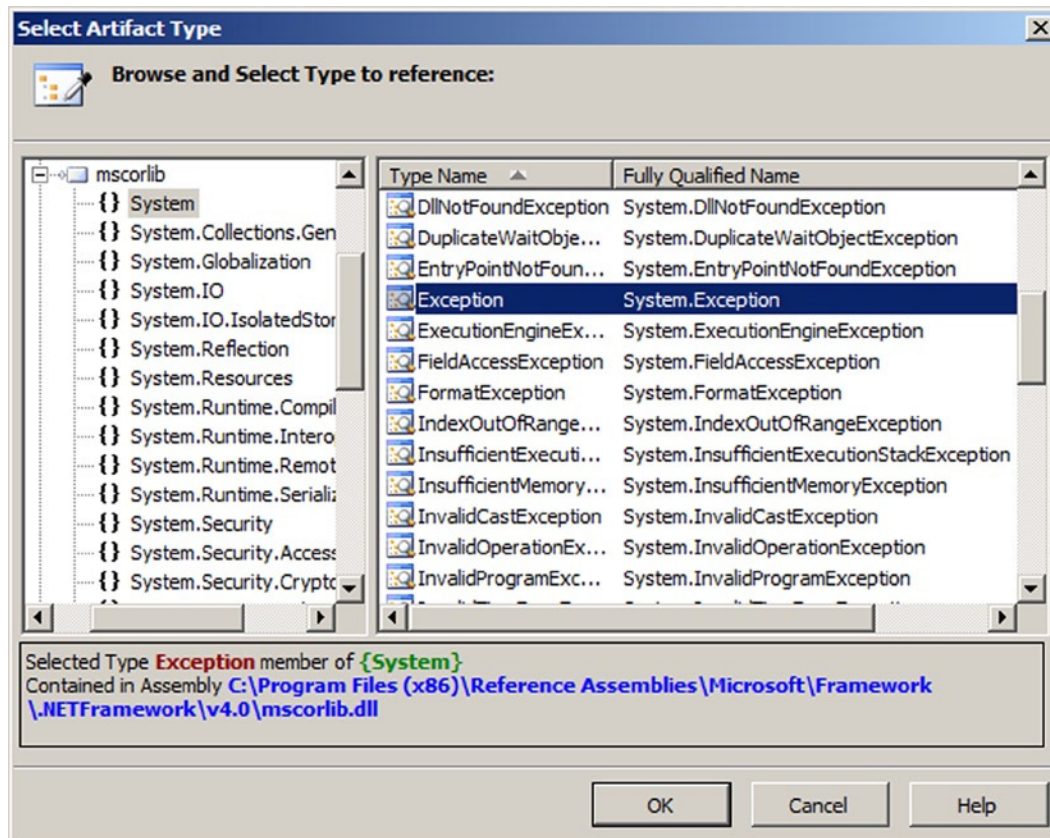 Select Artifact Type
Browse and Select Type to reference:
mscorlib
{} System
{} System.Collections.Gen
{} System.Globalization
{} System.IO
{} System.IO.IsolatedStor
{} System.Reflection
{} System.Resources
{} System.Runtime.Compil
{} System.Runtime.Intero
{} System.Runtime.Remot
{} System.Runtime.Serializ
{} System.Security
{} System.Security.Access
{} System.Security.Crypto
Type Name Fully Qualified Name
DllNotFoundException System.DllNotFoundException
DuplicateWaitObje... System.DuplicateWaitObjectException
EntryPointNotFoun... System.EntryPointNotFoundException
Exception System.Exception
ExecutionEngineEx... System.ExecutionEngineException
FieldAccessException System.FieldAccessException
FormatException System.FormatException
IndexOutOfRange... System.IndexOutOfRangeException
InsufficientExecuti... System.InsufficientExecutionStackException
InsufficientMemory... System.InsufficientMemoryException
InvalidCastException System.InvalidCastException
InvalidOperationEx... System.InvalidOperationException
InvalidProgramExc... System.InvalidProgramException
Selected Type Exception member of {System}
Contained in Assembly C:\Program Files (x86)\Reference Assemblies\Microsoft\Framework
\.NETFramework\v4.0\mscorlib.dll
OK Cancel Help